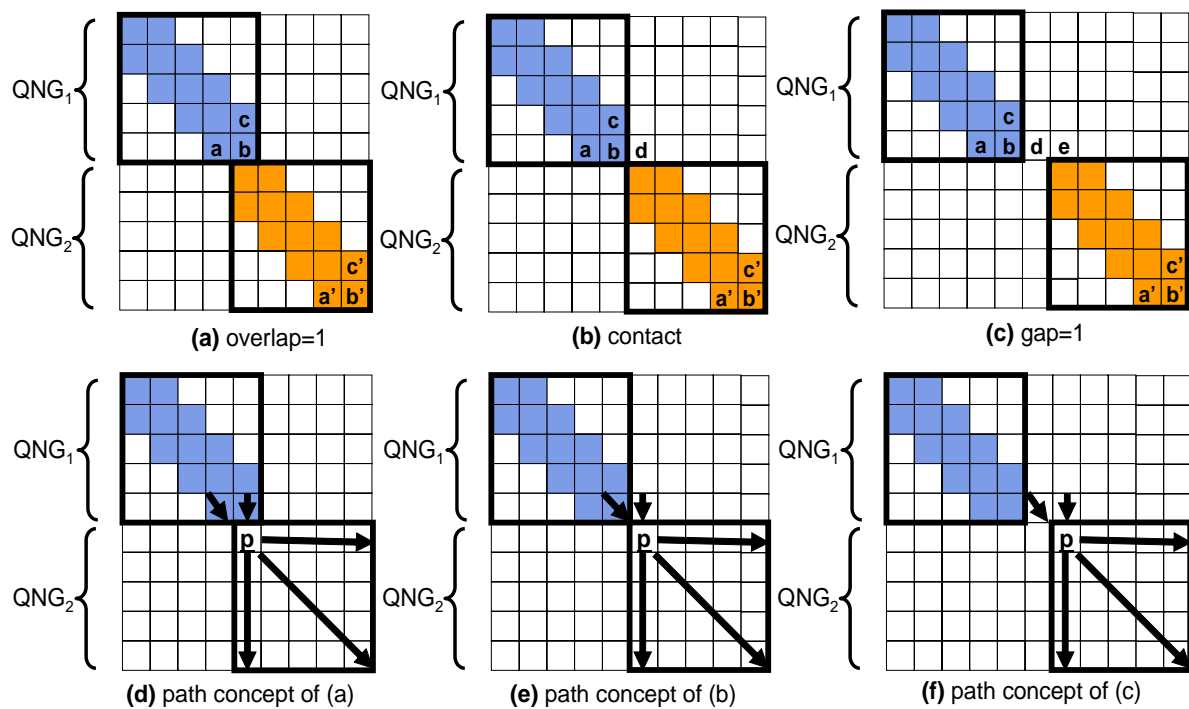 QNG1
c
a b
QNG2
c’
a’ b’
(a) overlap=1
QNG1
c
a b d
QNG2
c’
a’ b’
(b) contact
QNG1
c
a b d e
QNG2
c’
a’ b’
(c) gap=1
QNG1
p
QNG2
(d) path concept of (a)
QNG1
p
QNG2
(e) path concept of (b)
QNG1
p
QNG2
(f) path concept of (c)